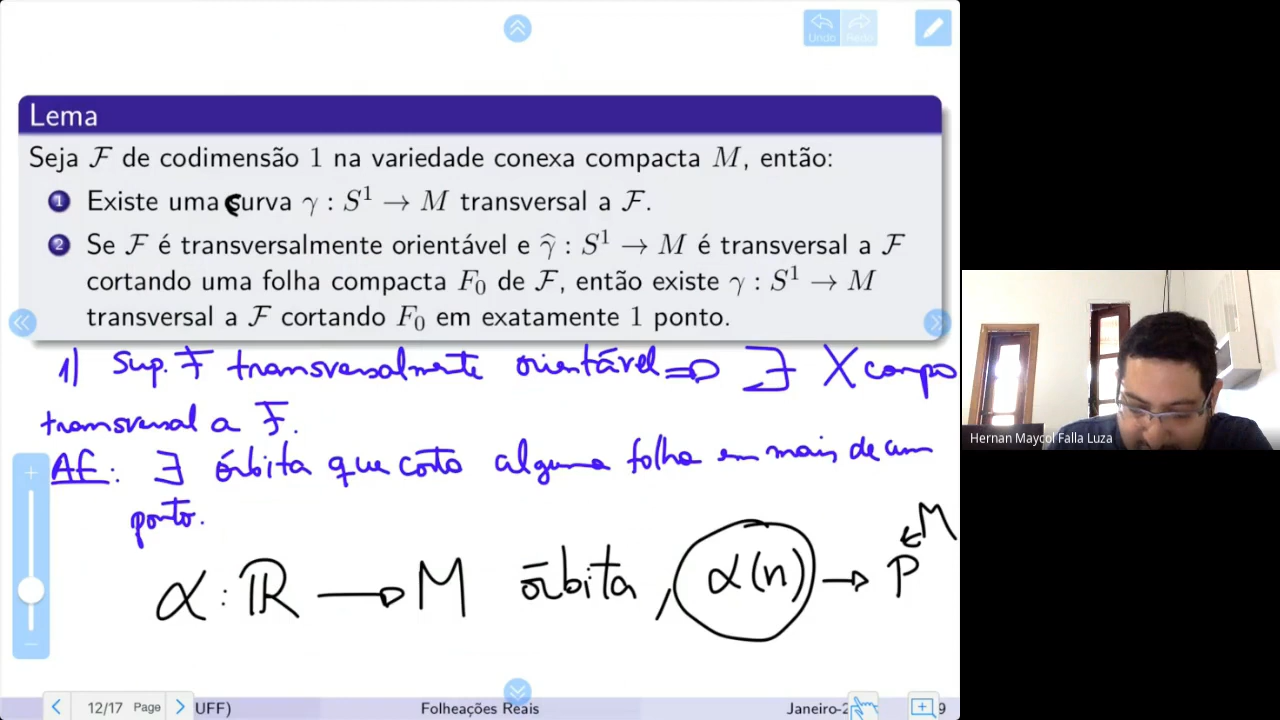 Undo
Redo
Lema
Seja F de codimensão 1 na variedade conexa compacta M, então:
1 Existe uma curva γ : S¹ → M transversal a F.
2 Se F é transversalmente orientável e γ̂ : S¹ → M é transversal a F
cortando uma folha compacta F₀ de F, então existe γ : S¹ → M
transversal a F cortando F₀ em exatamente 1 ponto.
1) Sup. F transversalmente orientável ⇒ ∃ X campo
transversal a F.
Af: ∃ órbita que corta alguma folha em mais de um
ponto.
α : ℝ → M órbita, α(n) → p ∈ M
Hernan Maycol Falla Luza
12/17 Page
UFF)
Folheações Reais
Janeiro-2
9